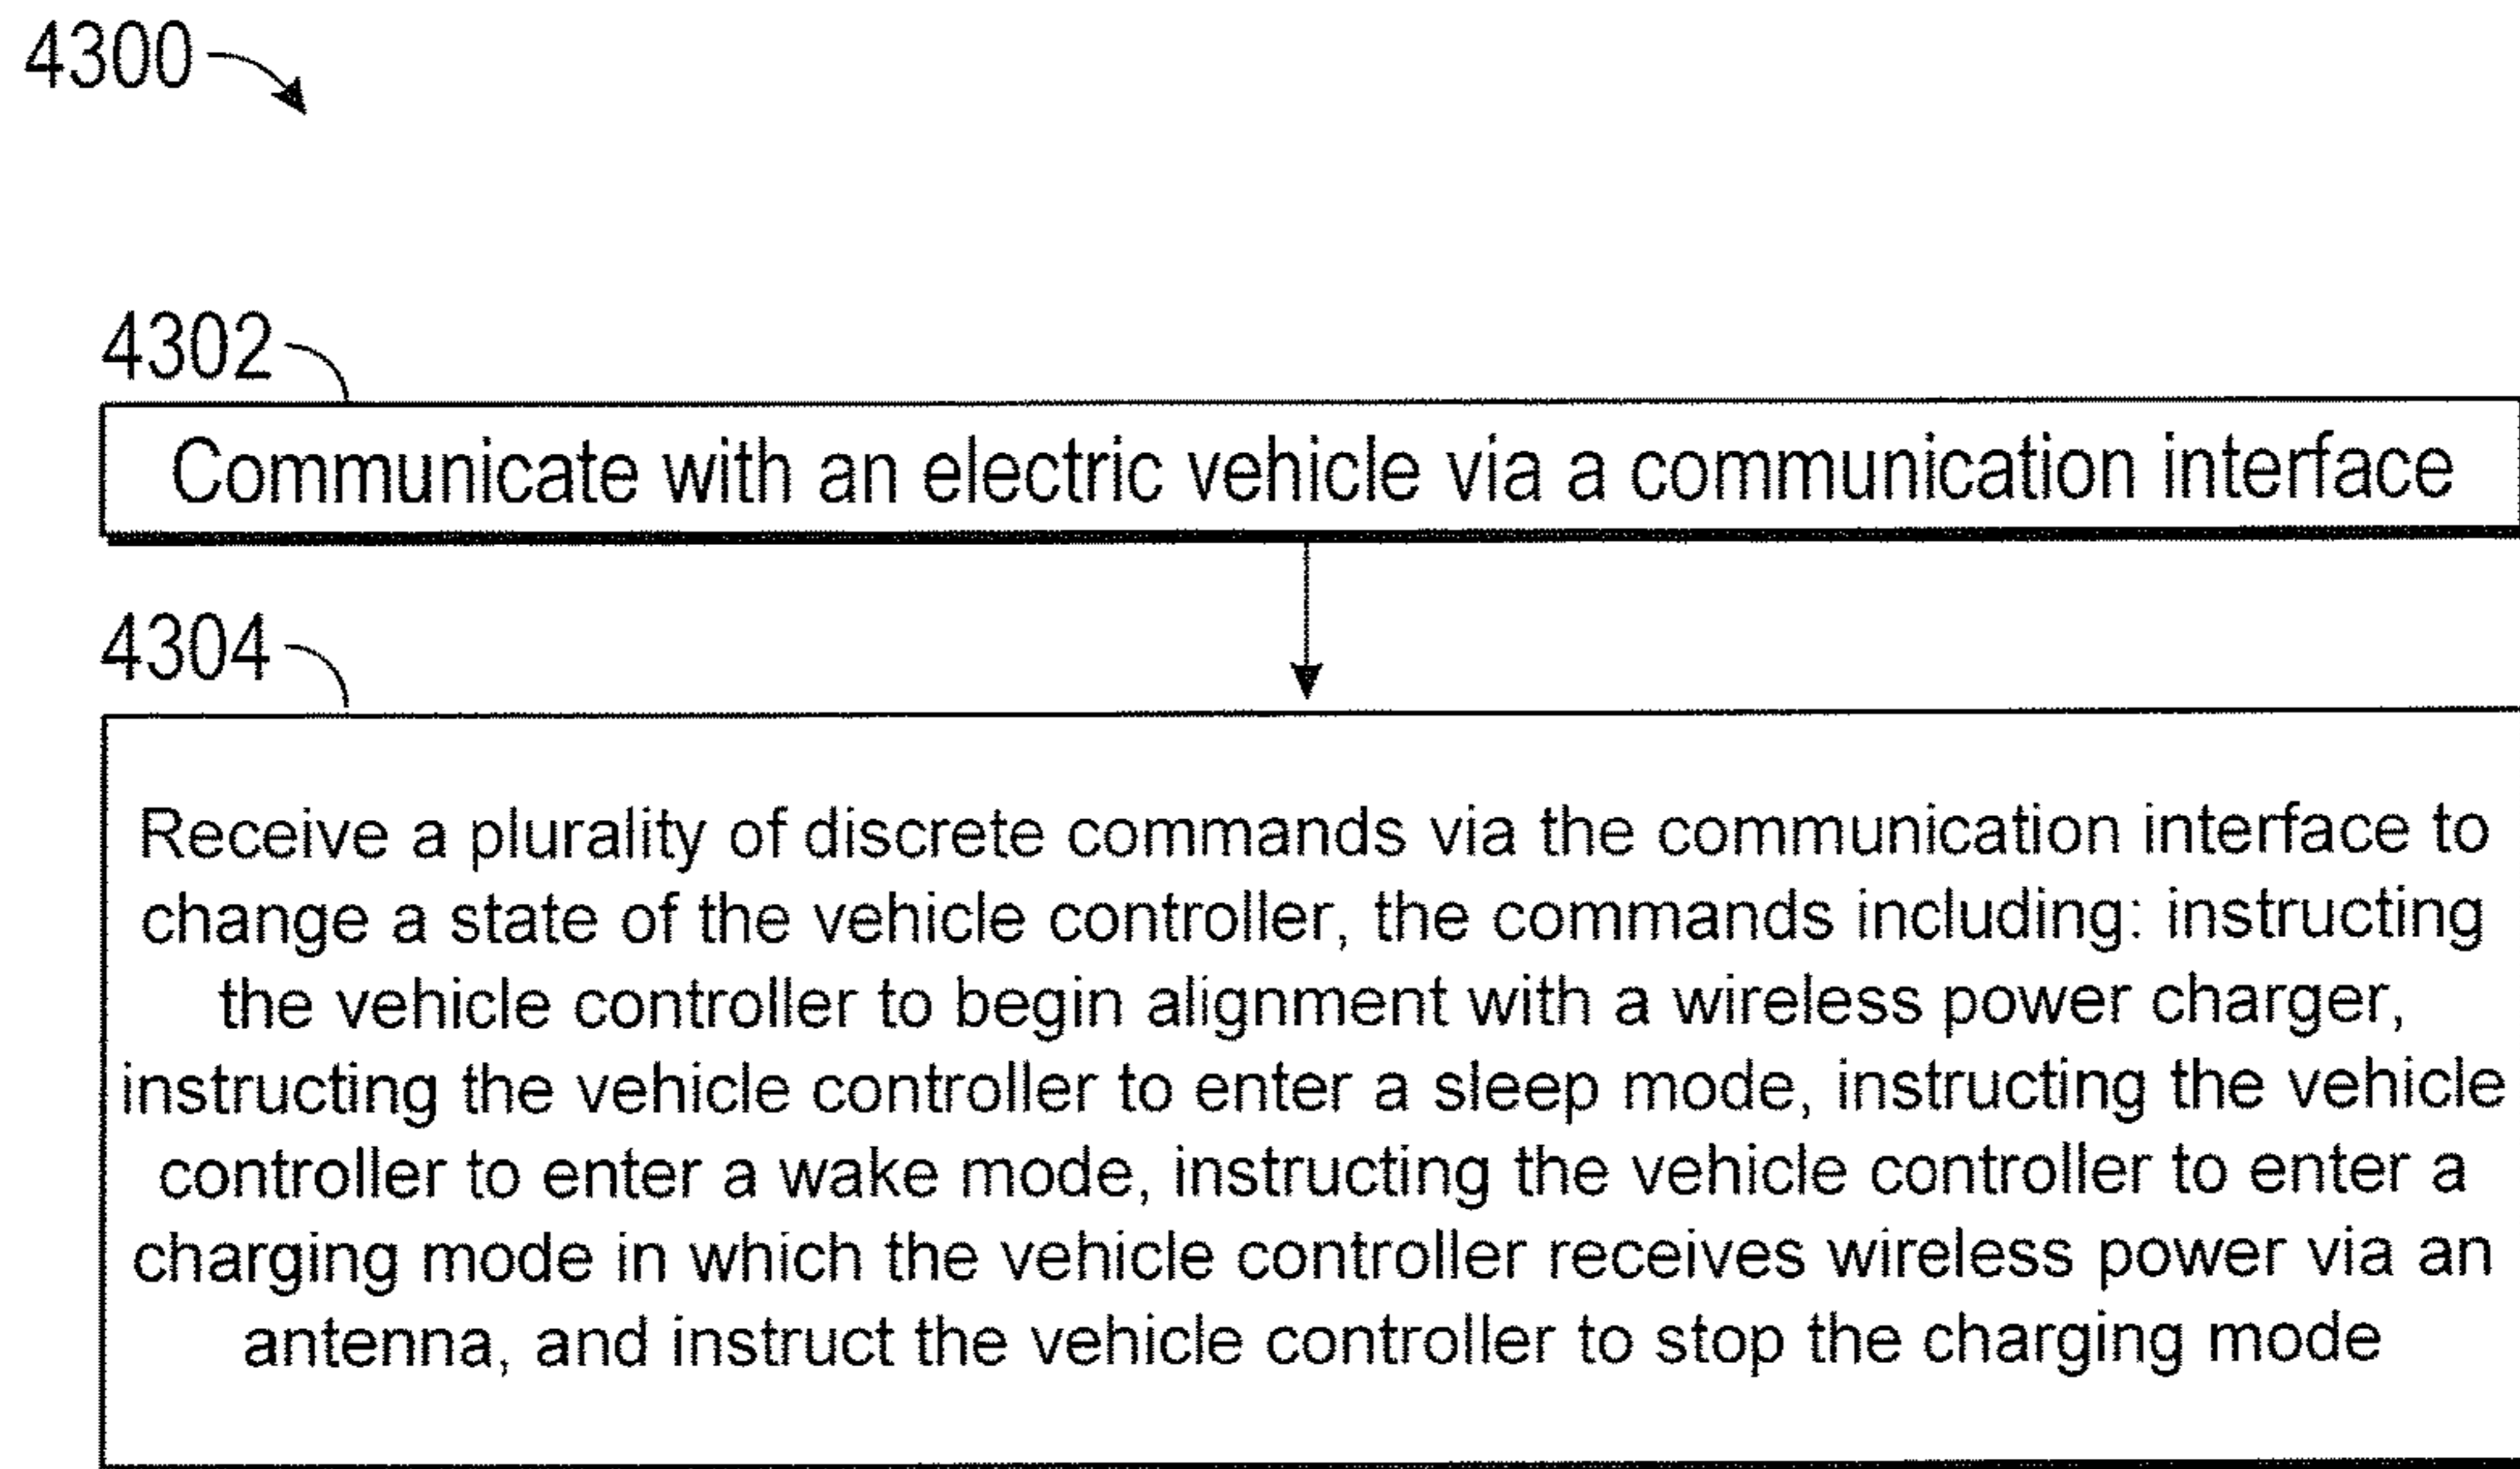 4300
4302
Communicate with an electric vehicle via a communication interface
4304
Receive a plurality of discrete commands via the communication interface to
change a state of the vehicle controller, the commands including: instructing
the vehicle controller to begin alignment with a wireless power charger,
instructing the vehicle controller to enter a sleep mode, instructing the vehicle
controller to enter a wake mode, instructing the vehicle controller to enter a
charging mode in which the vehicle controller receives wireless power via an
antenna, and instruct the vehicle controller to stop the charging mode